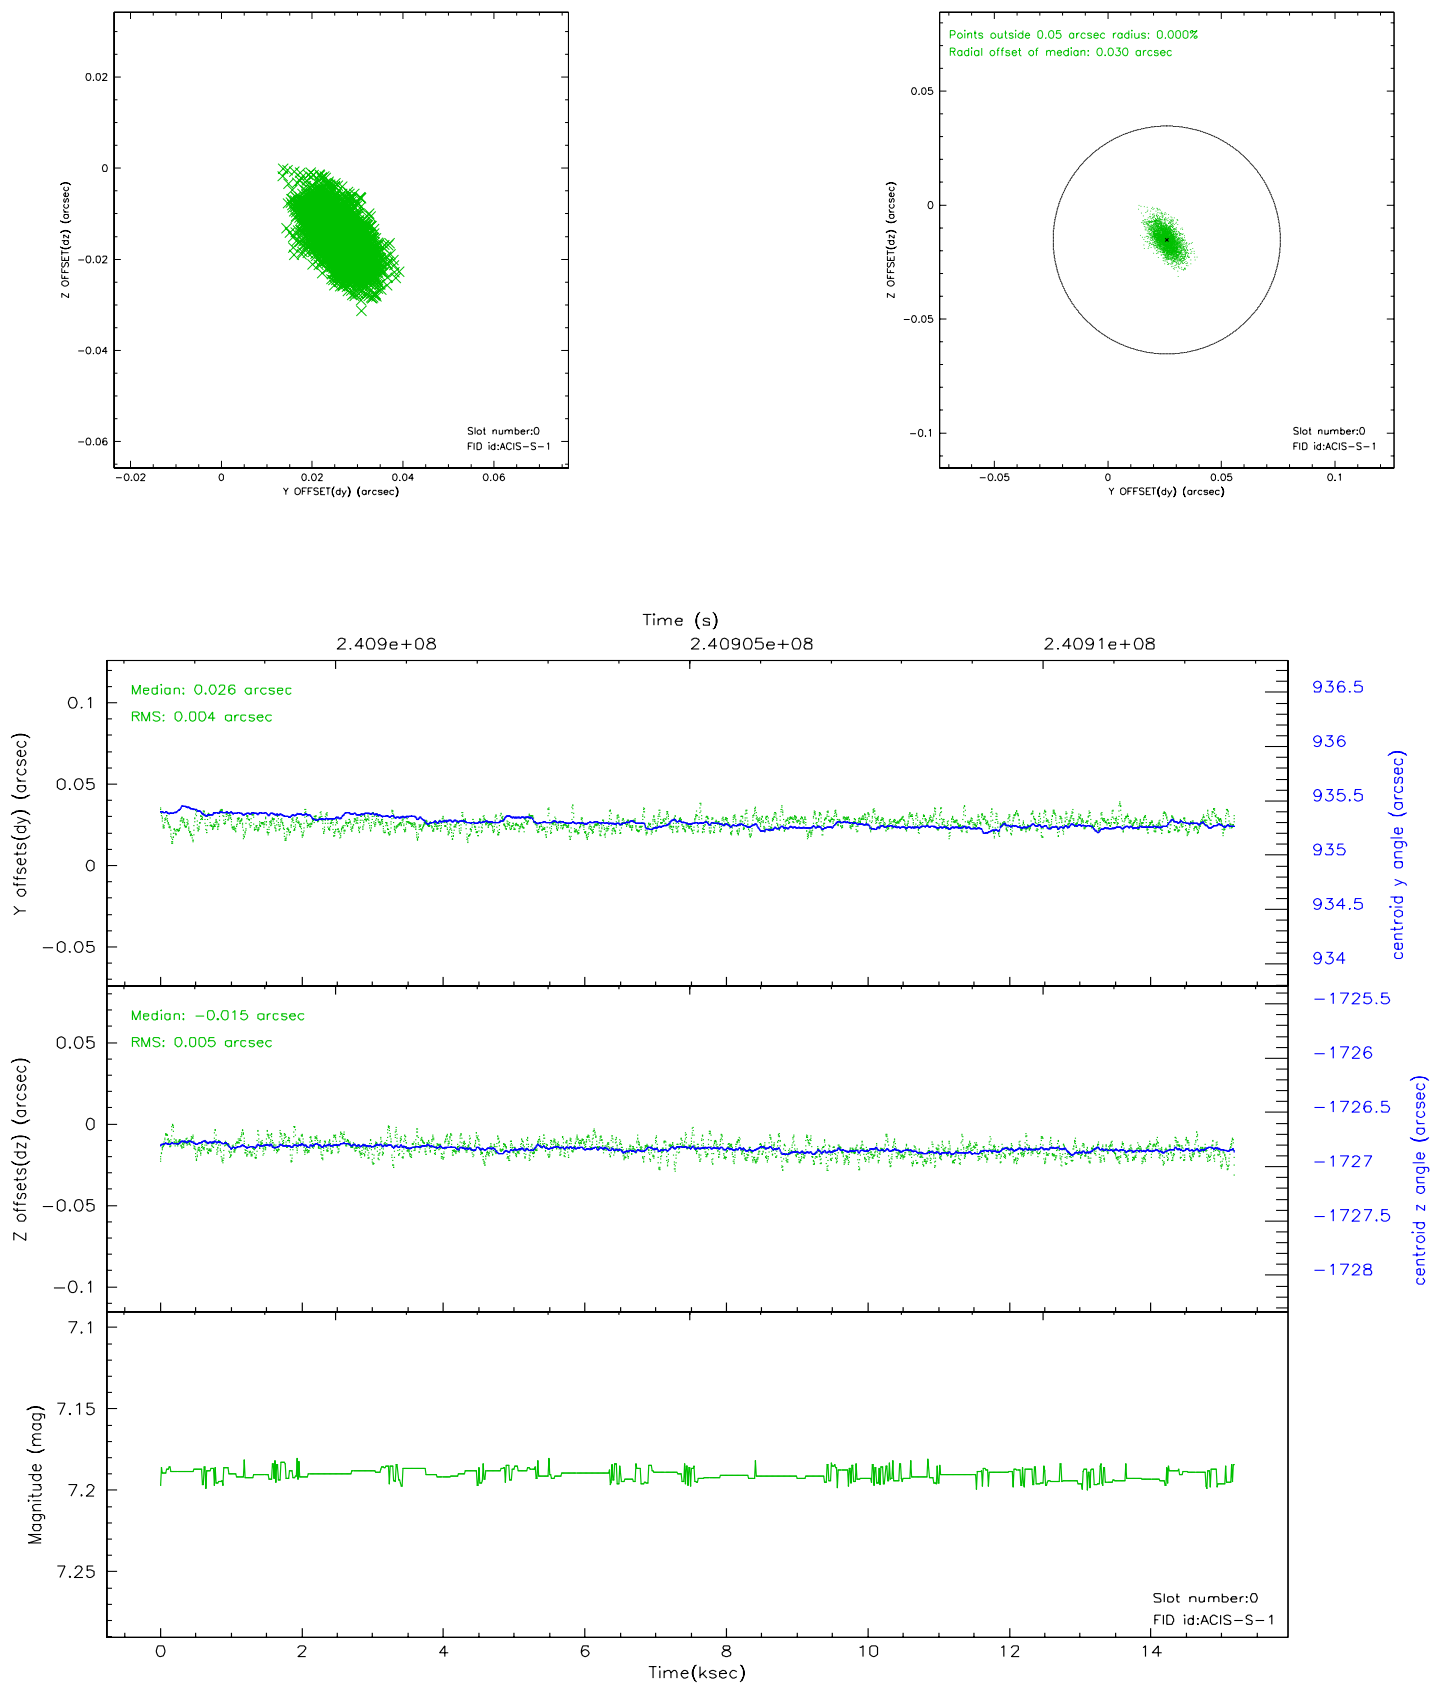 0.02
0
-0.02
-0.04
-0.06
Z OFFSET(dz) (arcsec)
Slot number:0
FID id:ACIS-S-1
-0.02 0 0.02 0.04 0.06
Y OFFSET(dy) (arcsec)
Points outside 0.05 arcsec radius: 0.000%
Radial offset of median: 0.030 arcsec
0.05
0
-0.05
-0.1
Z OFFSET(dz) (arcsec)
Slot number:0
FID id:ACIS-S-1
-0.05 0 0.05 0.1
Y OFFSET(dy) (arcsec)
Time (s)
2.409e+08 2.40905e+08 2.4091e+08
Median: 0.026 arcsec
RMS: 0.004 arcsec
0.1
0.05
0
-0.05
Y offsets(dy) (arcsec)
936.5
936
935.5
935
934.5
934
centroid y angle (arcsec)
Median: -0.015 arcsec
RMS: 0.005 arcsec
0.05
0
-0.05
-0.1
Z offsets(dz) (arcsec)
-1725.5
-1726
-1726.5
-1727
-1727.5
-1728
centroid z angle (arcsec)
7.1
7.15
7.2
7.25
Magnitude (mag)
Slot number:0
FID id:ACIS-S-1
0 2 4 6 8 10 12 14
Time(ksec)